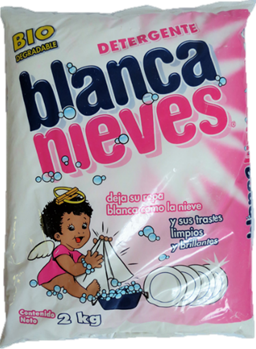 BIO
DEGRADABLE
DETERGENTE
blanca
nieves
deja su ropa
blanca como la nieve
y sus trastes
limpios
y brillantes
Contenido
Neto
2 kg